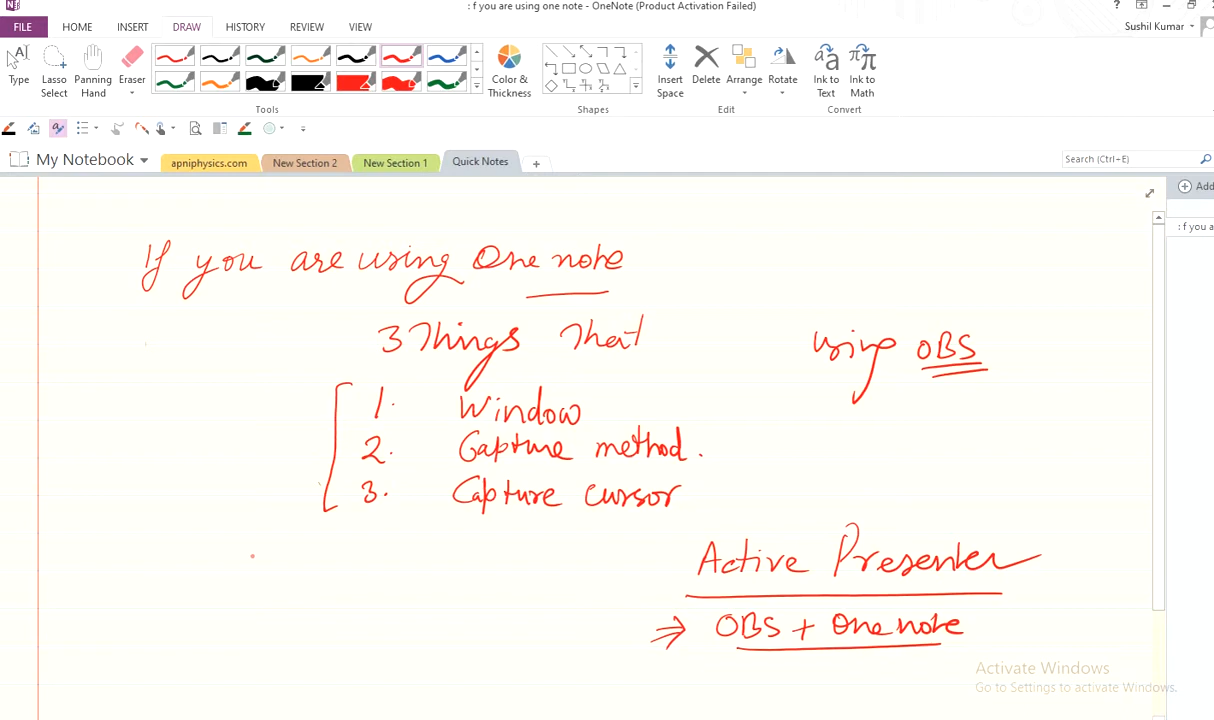 : f you are using one note - OneNote (Product Activation Failed)
FILE HOME INSERT DRAW HISTORY REVIEW VIEW
Sushil Kumar
Type Lasso Select Panning Hand Eraser Color & Thickness Insert Space Delete Arrange Rotate Ink to Text Ink to Math
Tools Shapes Edit Convert
My Notebook apniphysics.com New Section 2 New Section 1 Quick Notes Search (Ctrl+E)
Add
: f you a
If you are using One note
3 Things That
using OBS
1. Window
2. Capture method.
3. Capture cursor
Active Presenter
⇒ OBS + One note
Activate Windows
Go to Settings to activate Windows.